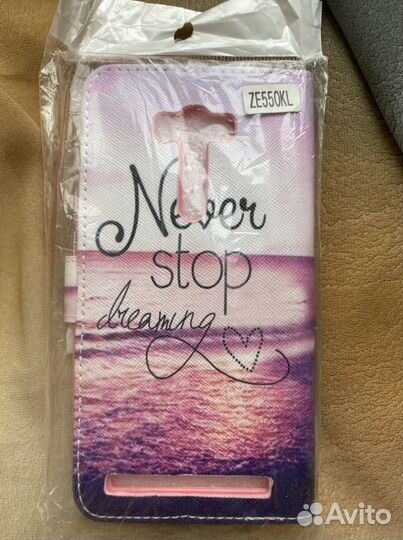 ZE550KL
Never
stop
dreaming
Avito